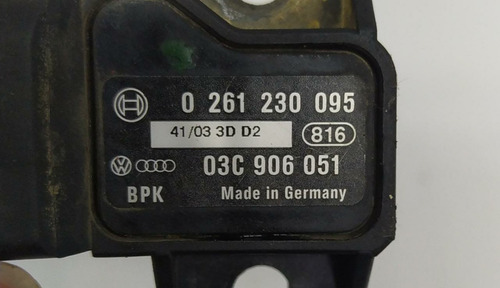 0 261 230 095
41/03 3D D2 816
03C 906 051
BPK Made in Germany